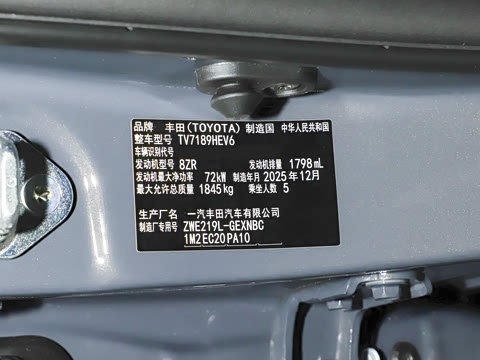 品牌 丰田(TOYOTA) 制造国 中华人民共和国
整车型号 TV7189HEV6
车辆识别代号
发动机型号 8ZR 发动机排量 1798mL
发动机最大净功率 72kW 制造年月 2025年12月
最大允许总质量 1845kg 乘坐人数 5
生产厂名 一汽丰田汽车有限公司
制造厂专用号 ZWE219L-GEXNBC
1M2EC20PA10